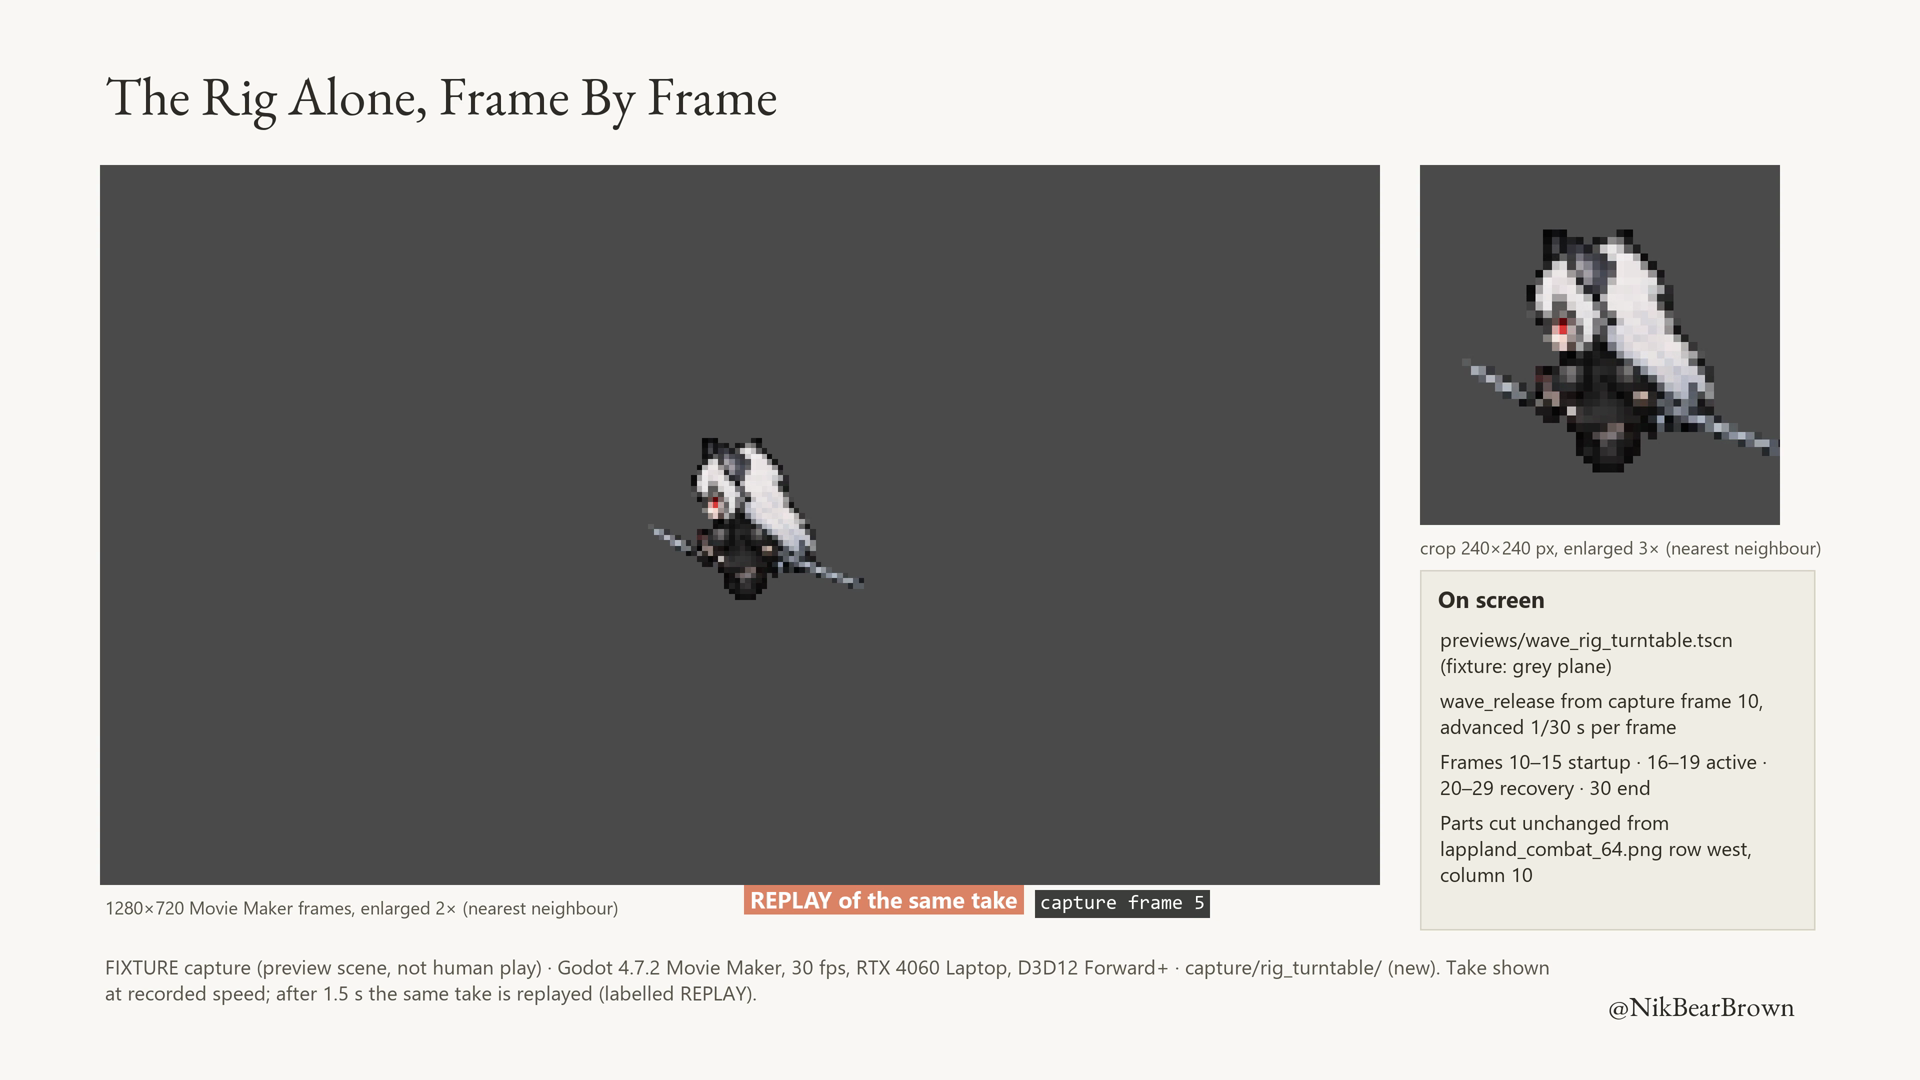 The Rig Alone, Frame By Frame
crop 240×240 px, enlarged 3× (nearest neighbour)
On screen
previews/wave_rig_turntable.tscn
(fixture: grey plane)
wave_release from capture frame 10,
advanced 1/30 s per frame
Frames 10–15 startup · 16–19 active ·
20–29 recovery · 30 end
Parts cut unchanged from
lappland_combat_64.png row west,
column 10
1280×720 Movie Maker frames, enlarged 2× (nearest neighbour)
REPLAY of the same take
capture frame 5
FIXTURE capture (preview scene, not human play) · Godot 4.7.2 Movie Maker, 30 fps, RTX 4060 Laptop, D3D12 Forward+ · capture/rig_turntable/ (new). Take shown
at recorded speed; after 1.5 s the same take is replayed (labelled REPLAY).
@NikBearBrown